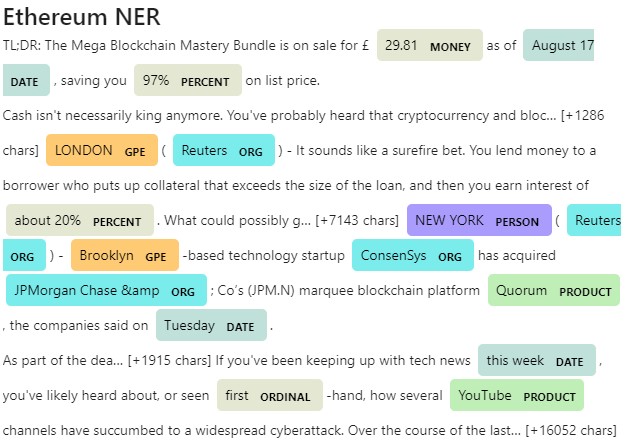 Ethereum NER
TL;DR: The Mega Blockchain Mastery Bundle is on sale for £ 29.81 MONEY as of August 17
DATE , saving you 97% PERCENT on list price.
Cash isn't necessarily king anymore. You've probably heard that cryptocurrency and bloc... [+1286
chars] LONDON GPE ( Reuters ORG ) - It sounds like a surefire bet. You lend money to a
borrower who puts up collateral that exceeds the size of the loan, and then you earn interest of
about 20% PERCENT . What could possibly g... [+7143 chars] NEW YORK PERSON ( Reuters
ORG ) - Brooklyn GPE -based technology startup ConsenSys ORG has acquired
JPMorgan Chase &amp ORG ; Co's (JPM.N) marquee blockchain platform Quorum PRODUCT
, the companies said on Tuesday DATE .
As part of the dea... [+1915 chars] If you've been keeping up with tech news this week DATE ,
you've likely heard about, or seen first ORDINAL -hand, how several YouTube PRODUCT
channels have succumbed to a widespread cyberattack. Over the course of the last... [+16052 chars]